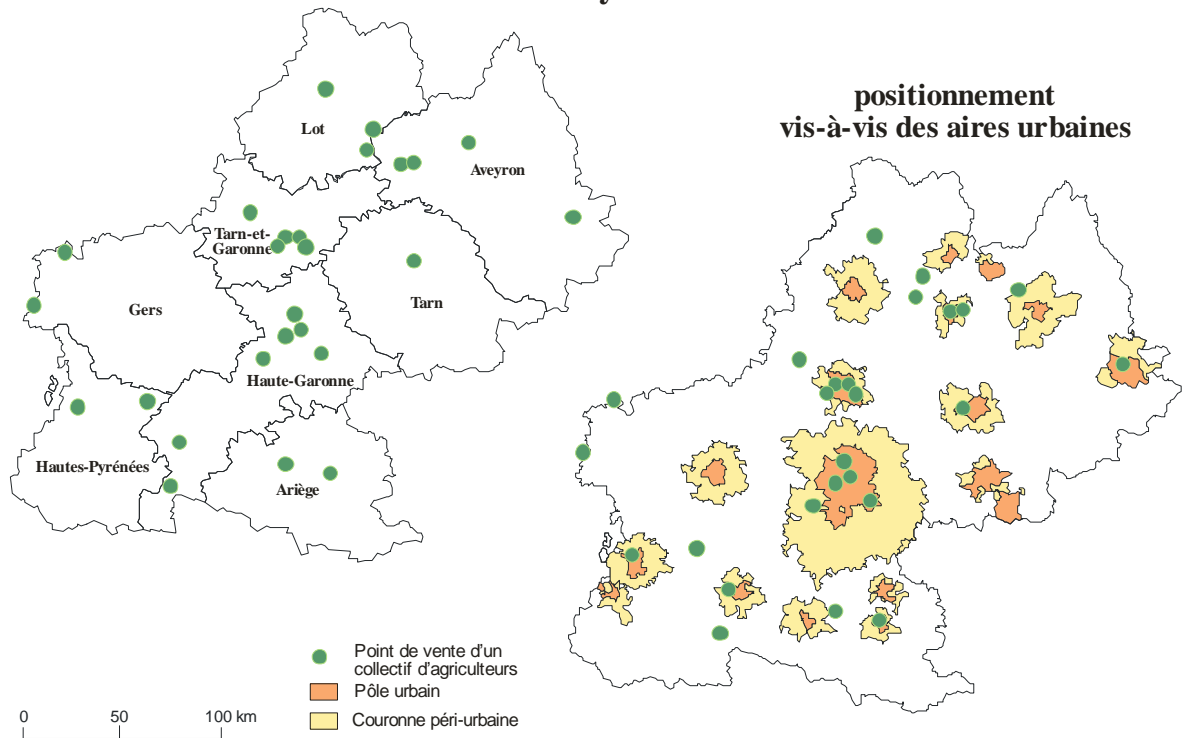 positionnement
vis-à-vis des aires urbaines
Lot
Aveyron
Tarn-et-
Garonne
Gers
Tarn
Haute-Garonne
Hautes-Pyrénées
Ariège
Point de vente d'un
collectif d'agriculteurs
Pôle urbain
Couronne péri-urbaine
0 50 100 km